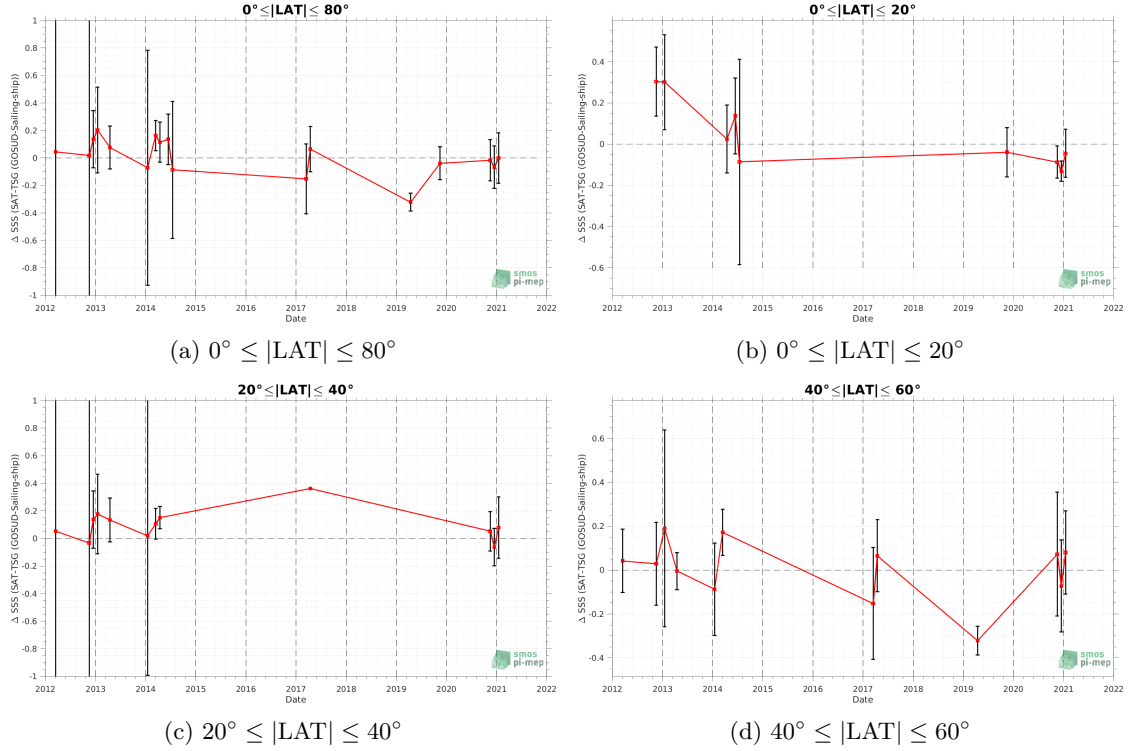 0°≤|LAT|≤ 80°
1
0.8
0.6
0.4
0.2
0
-0.2
-0.4
-0.6
-0.8
-1
Δ SSS (SAT-TSG (GOSUD-Sailing-ship))
2012 2013 2014 2015 2016 2017 2018 2019 2020 2021 2022
Date
smos
pi-mep
(a) 0° ≤ |LAT| ≤ 80°
0°≤|LAT|≤ 20°
0.4
0.2
0
-0.2
-0.4
-0.6
Δ SSS (SAT-TSG (GOSUD-Sailing-ship))
2012 2013 2014 2015 2016 2017 2018 2019 2020 2021 2022
Date
smos
pi-mep
(b) 0° ≤ |LAT| ≤ 20°
20°≤|LAT|≤ 40°
1
0.8
0.6
0.4
0.2
0
-0.2
-0.4
-0.6
-0.8
-1
Δ SSS (SAT-TSG (GOSUD-Sailing-ship))
2012 2013 2014 2015 2016 2017 2018 2019 2020 2021 2022
Date
smos
pi-mep
(c) 20° ≤ |LAT| ≤ 40°
40°≤|LAT|≤ 60°
0.6
0.4
0.2
0
-0.2
-0.4
Δ SSS (SAT-TSG (GOSUD-Sailing-ship))
2012 2013 2014 2015 2016 2017 2018 2019 2020 2021 2022
Date
smos
pi-mep
(d) 40° ≤ |LAT| ≤ 60°